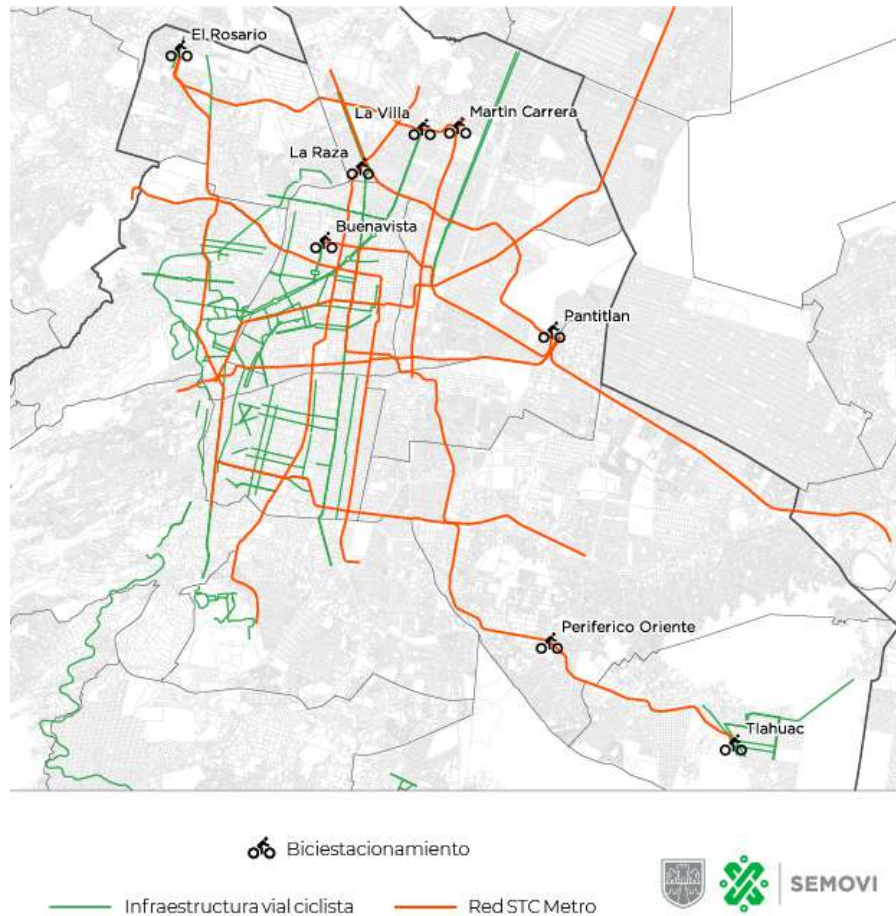 El Rosario
La Villa
Martin Carrera
La Raza
Buenavista
Pantitlan
Periferico Oriente
Tlahuac
Biciestacionamiento
Infraestructura vial ciclista
Red STC Metro
SEMOVI